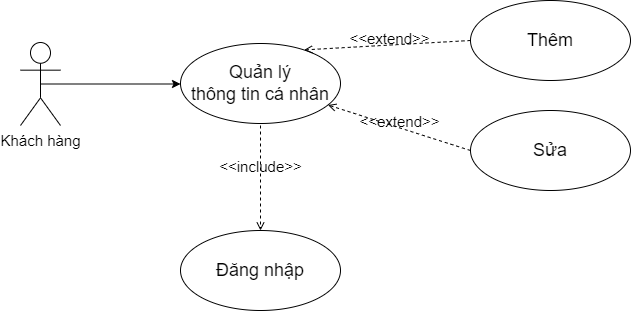 <<extend>>
Thêm
Quản lý
thông tin cá nhân
Khách hàng
<<extend>>
Sửa
<<include>>
Đăng nhập